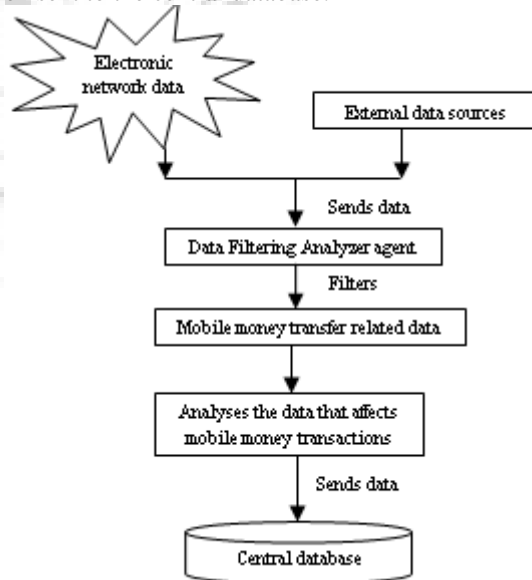 Electronic
network data
External data sources
Sends data
Data Filtering Analyzer agent
Filters
Mobile money transfer related data
Analyses the data that affects
mobile money transactions
Sends data
Central database